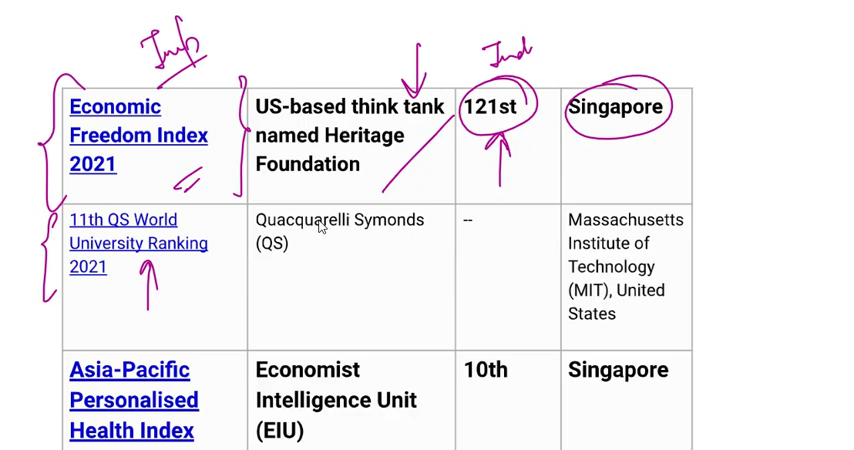 Imp
Ind
Economic
Freedom Index
2021
US-based think tank
named Heritage
Foundation
121st
Singapore
11th QS World
University Ranking
2021
Quacquarelli Symonds
(QS)
--
Massachusetts
Institute of
Technology
(MIT), United
States
Asia-Pacific
Personalised
Health Index
Economist
Intelligence Unit
(EIU)
10th
Singapore